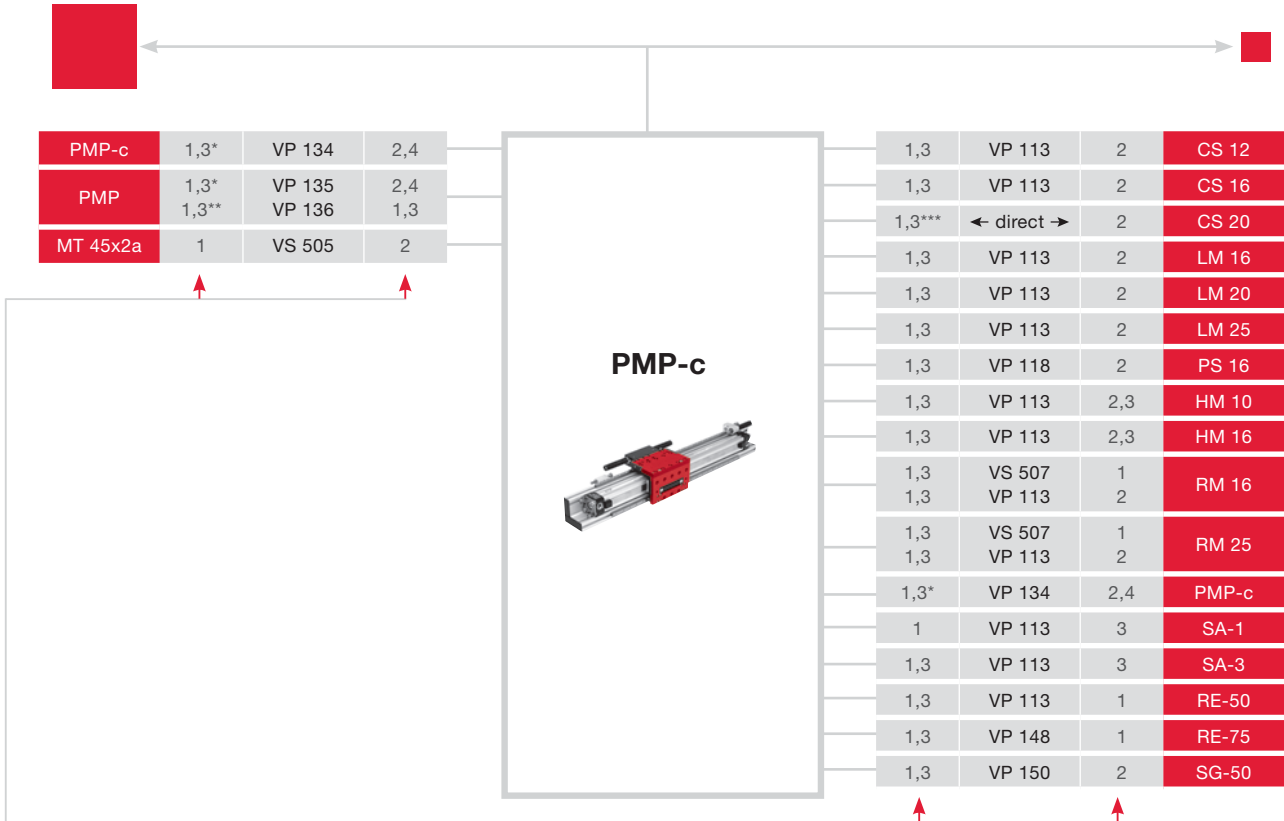 PMP-c 1,3* VP 134 2,4
PMP 1,3* VP 135 2,4
1,3** VP 136 1,3
MT 45x2a 1 VS 505 2
PMP-c
1,3 VP 113 2 CS 12
1,3 VP 113 2 CS 16
1,3*** ← direct → 2 CS 20
1,3 VP 113 2 LM 16
1,3 VP 113 2 LM 20
1,3 VP 113 2 LM 25
1,3 VP 118 2 PS 16
1,3 VP 113 2,3 HM 10
1,3 VP 113 2,3 HM 16
1,3 VS 507 1 RM 16
1,3 VP 113 2
1,3 VS 507 1 RM 25
1,3 VP 113 2
1,3* VP 134 2,4 PMP-c
1 VP 113 3 SA-1
1,3 VP 113 3 SA-3
1,3 VP 113 1 RE-50
1,3 VP 148 1 RE-75
1,3 VP 150 2 SG-50